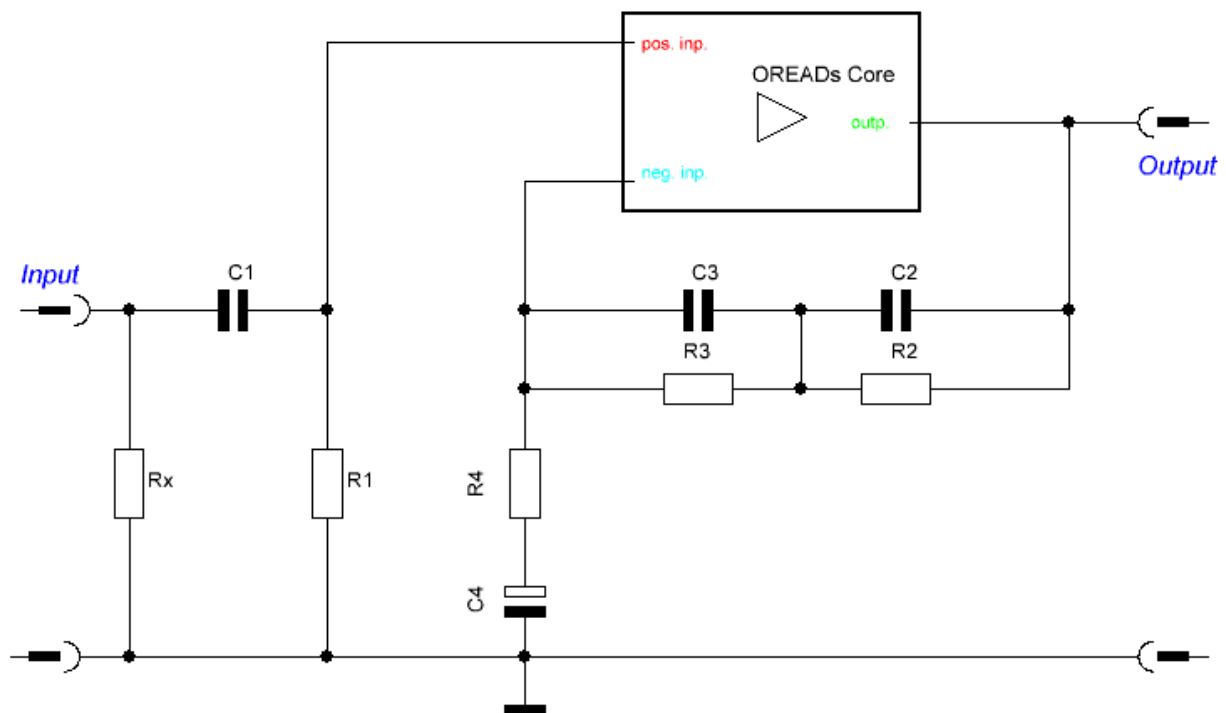 pos. inp.
OREADs Core
outp.
neg. inp.
Output
Input
C1
C3
C2
R3
R2
Rx
R1
R4
C4